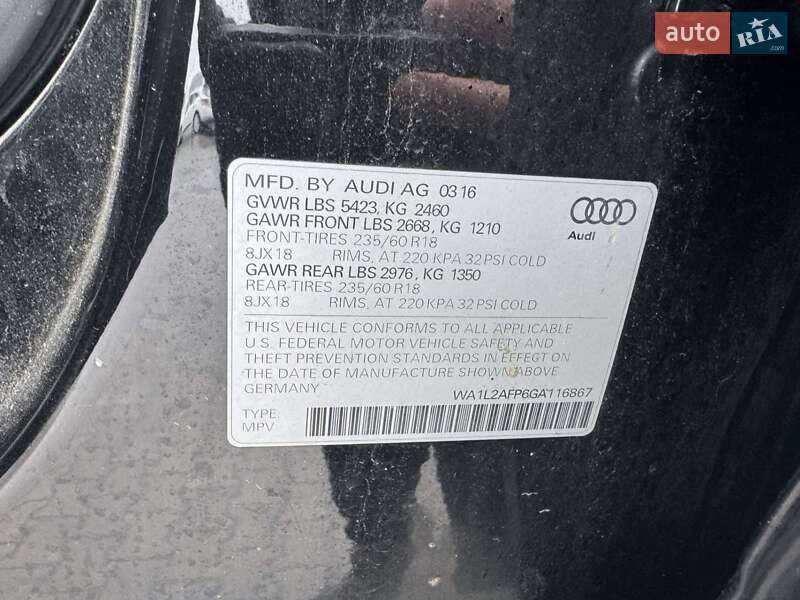 auto RIA
MFD. BY AUDI AG 03 16
GVWR LBS 5423, KG 2460
GAWR FRONT LBS 2668, KG 1210
FRONT-TIRES 235/60 R18
8JX18 RIMS, AT 220 KPA 32 PSI COLD
GAWR REAR LBS 2976, KG 1350
REAR-TIRES 235/60 R18
8JX18 RIMS, AT 220 KPA 32 PSI COLD
Audi
THIS VEHICLE CONFORMS TO ALL APPLICABLE
U.S. FEDERAL MOTOR VEHICLE SAFETY AND
THEFT PREVENTION STANDARDS IN EFFEGT ON
THE DATE OF MANUFACTURE SHOWN ABOVE
GERMANY
WA1L2AFP6GA116867
TYPE:
MPV